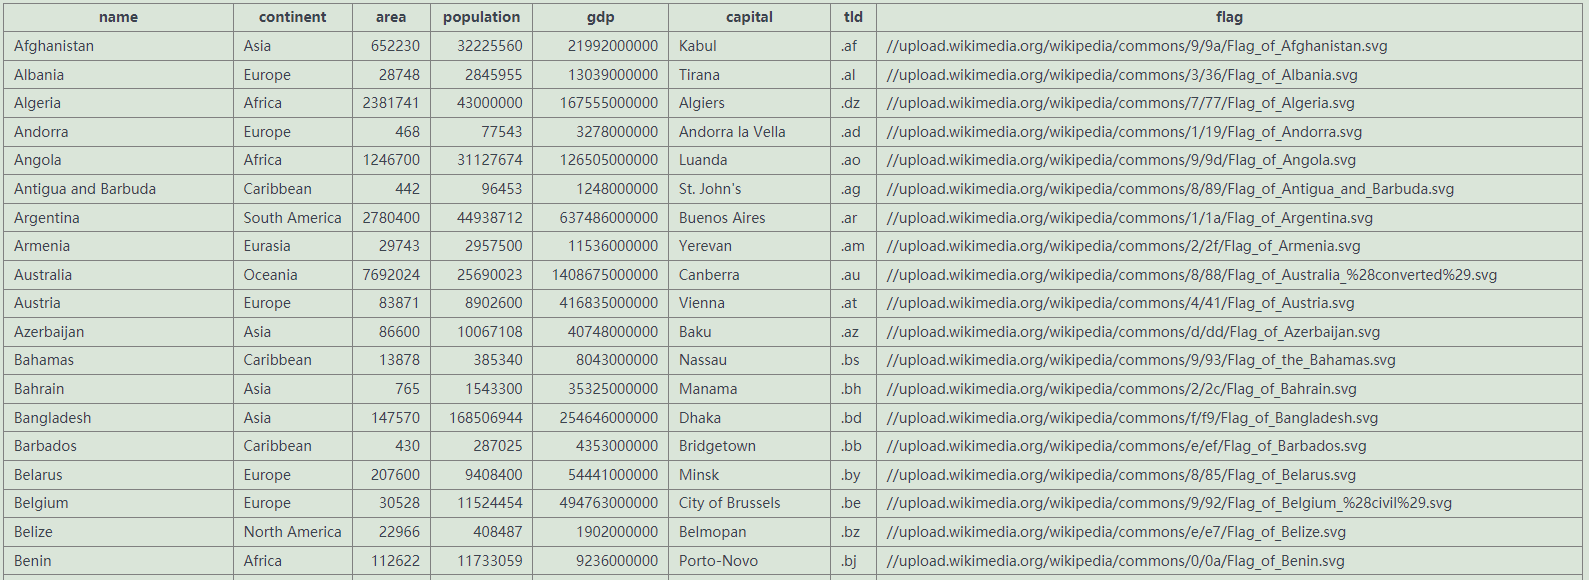 name continent area population gdp capital tld flag
Afghanistan Asia 652230 32225560 21992000000 Kabul .af //upload.wikimedia.org/wikipedia/commons/9/9a/Flag_of_Afghanistan.svg
Albania Europe 28748 2845955 13039000000 Tirana .al //upload.wikimedia.org/wikipedia/commons/3/36/Flag_of_Albania.svg
Algeria Africa 2381741 43000000 167555000000 Algiers .dz //upload.wikimedia.org/wikipedia/commons/7/77/Flag_of_Algeria.svg
Andorra Europe 468 77543 3278000000 Andorra la Vella .ad //upload.wikimedia.org/wikipedia/commons/1/19/Flag_of_Andorra.svg
Angola Africa 1246700 31127674 126505000000 Luanda .ao //upload.wikimedia.org/wikipedia/commons/9/9d/Flag_of_Angola.svg
Antigua and Barbuda Caribbean 442 96453 1248000000 St. John's .ag //upload.wikimedia.org/wikipedia/commons/8/89/Flag_of_Antigua_and_Barbuda.svg
Argentina South America 2780400 44938712 637486000000 Buenos Aires .ar //upload.wikimedia.org/wikipedia/commons/1/1a/Flag_of_Argentina.svg
Armenia Eurasia 29743 2957500 11536000000 Yerevan .am //upload.wikimedia.org/wikipedia/commons/2/2f/Flag_of_Armenia.svg
Australia Oceania 7692024 25690023 1408675000000 Canberra .au //upload.wikimedia.org/wikipedia/commons/8/88/Flag_of_Australia_%28converted%29.svg
Austria Europe 83871 8902600 416835000000 Vienna .at //upload.wikimedia.org/wikipedia/commons/4/41/Flag_of_Austria.svg
Azerbaijan Asia 86600 10067108 40748000000 Baku .az //upload.wikimedia.org/wikipedia/commons/d/dd/Flag_of_Azerbaijan.svg
Bahamas Caribbean 13878 385340 8043000000 Nassau .bs //upload.wikimedia.org/wikipedia/commons/9/93/Flag_of_the_Bahamas.svg
Bahrain Asia 765 1543300 35325000000 Manama .bh //upload.wikimedia.org/wikipedia/commons/2/2c/Flag_of_Bahrain.svg
Bangladesh Asia 147570 168506944 254646000000 Dhaka .bd //upload.wikimedia.org/wikipedia/commons/f/f9/Flag_of_Bangladesh.svg
Barbados Caribbean 430 287025 4353000000 Bridgetown .bb //upload.wikimedia.org/wikipedia/commons/e/ef/Flag_of_Barbados.svg
Belarus Europe 207600 9408400 54441000000 Minsk .by //upload.wikimedia.org/wikipedia/commons/8/85/Flag_of_Belarus.svg
Belgium Europe 30528 11524454 494763000000 City of Brussels .be //upload.wikimedia.org/wikipedia/commons/9/92/Flag_of_Belgium_%28civil%29.svg
Belize North America 22966 408487 1902000000 Belmopan .bz //upload.wikimedia.org/wikipedia/commons/e/e7/Flag_of_Belize.svg
Benin Africa 112622 11733059 9236000000 Porto-Novo .bj //upload.wikimedia.org/wikipedia/commons/0/0a/Flag_of_Benin.svg